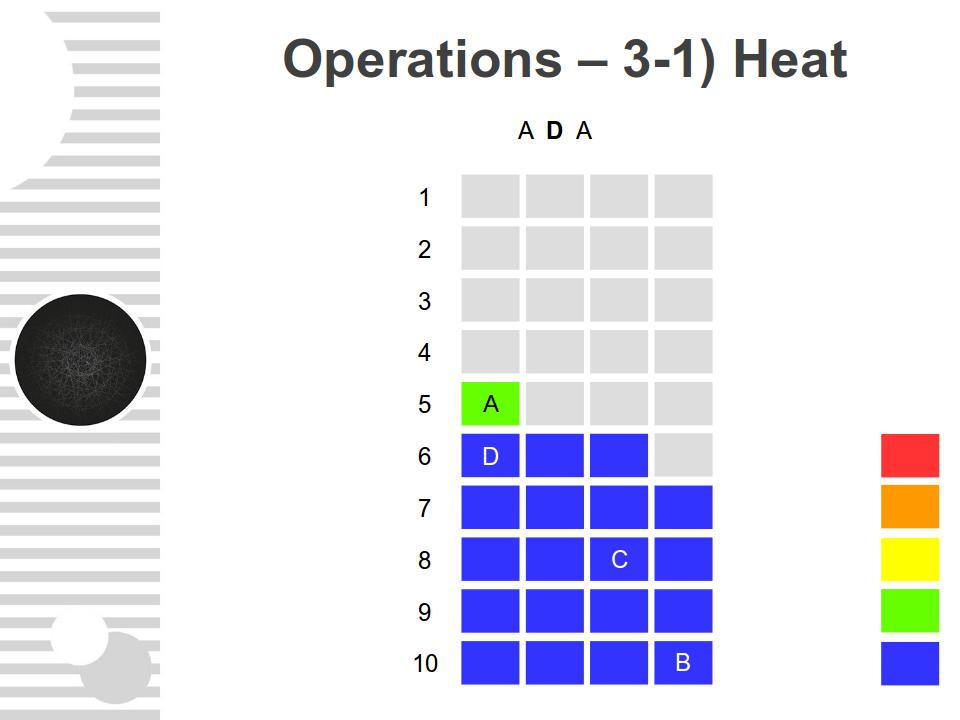 Operations – 3-1) Heat
A D A
1
2
3
4
5 A
6 D
7
8 C
9
10 B